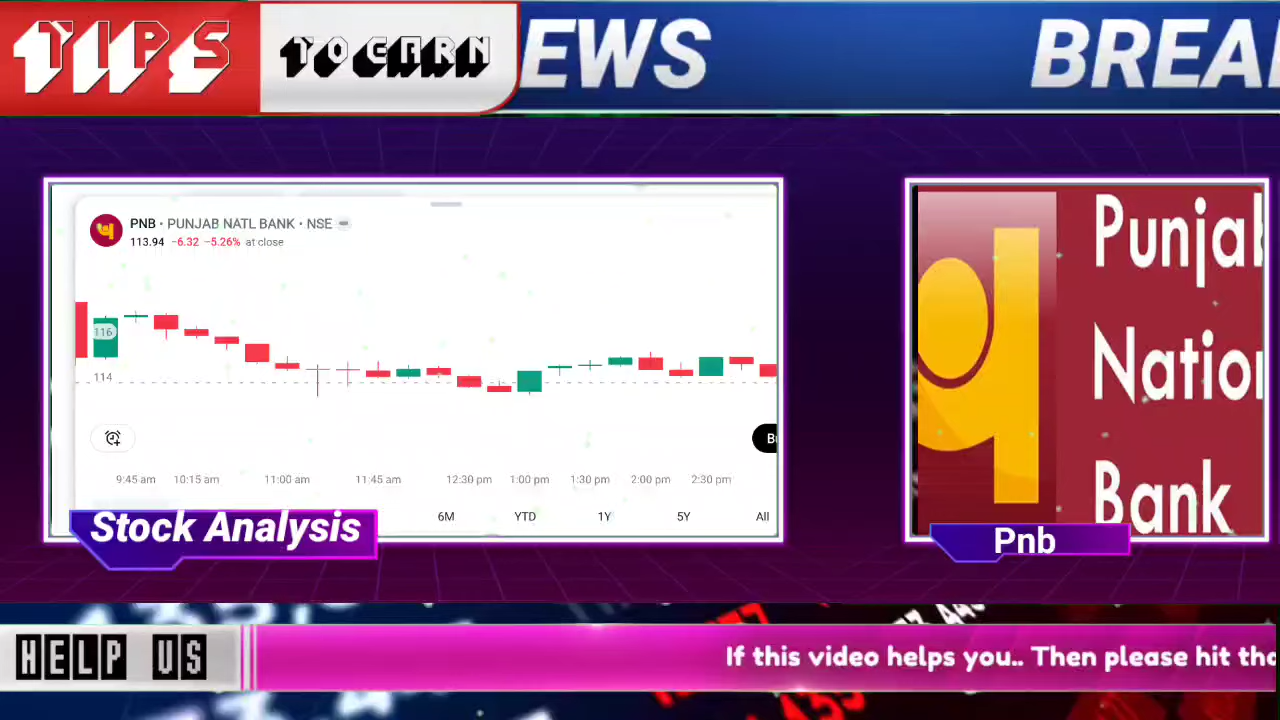 TIPS
TO EARN
EWS
BREA
PNB • PUNJAB NATL BANK • NSE
113.94 −6.32 −5.26% at close
116
114
9:45 am 10:15 am 11:00 am 11:45 am 12:30 pm 1:00 pm 1:30 pm 2:00 pm 2:30 pm
6M YTD 1Y 5Y All
Stock Analysis
Punjab
Nation
Bank
Pnb
HELP US
If this video helps you.. Then please hit tha